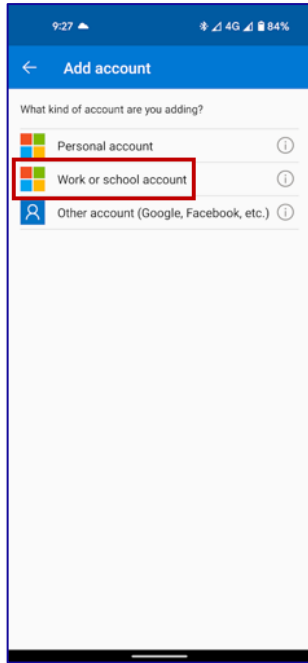 9:27 4G 84%
Add account
What kind of account are you adding?
Personal account
Work or school account
Other account (Google, Facebook, etc.)